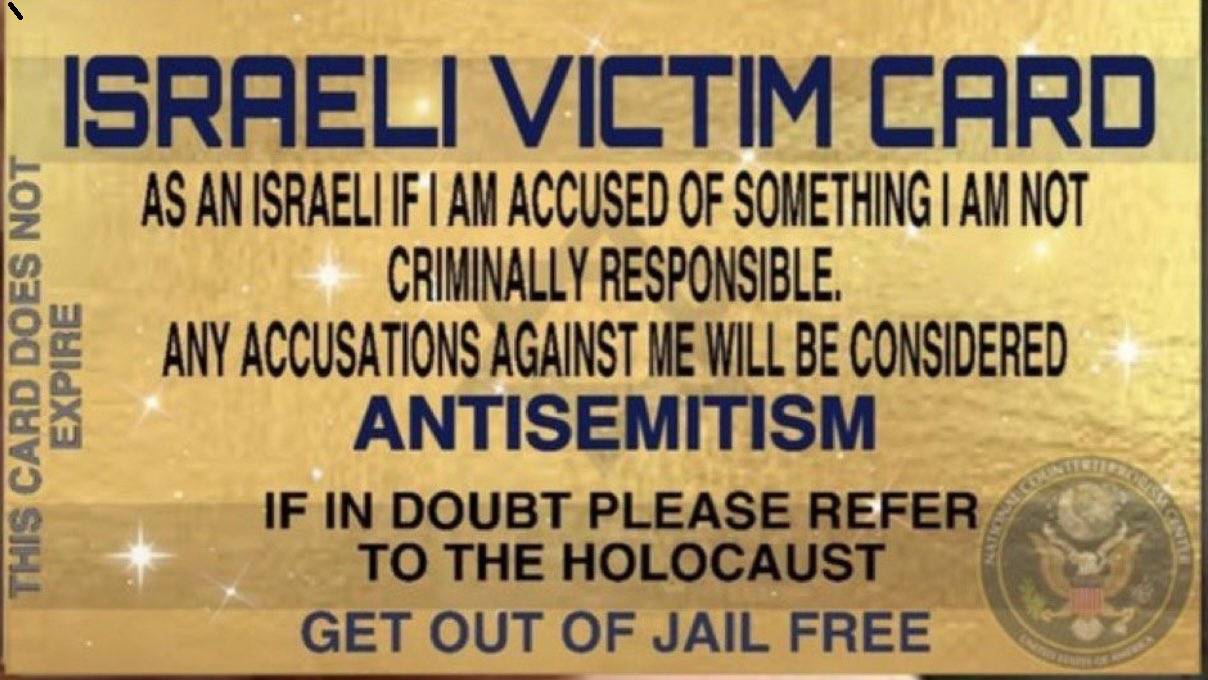 ISRAELI VICTIM CARD
AS AN ISRAELI IF I AM ACCUSED OF SOMETHING I AM NOT
CRIMINALLY RESPONSIBLE.
ANY ACCUSATIONS AGAINST ME WILL BE CONSIDERED
ANTISEMITISM
IF IN DOUBT PLEASE REFER
TO THE HOLOCAUST
GET OUT OF JAIL FREE
THIS CARD DOES NOT
EXPIRE
NATIONAL COUNTERTERRORISM CENTER
UNITED STATES OF AMERICA